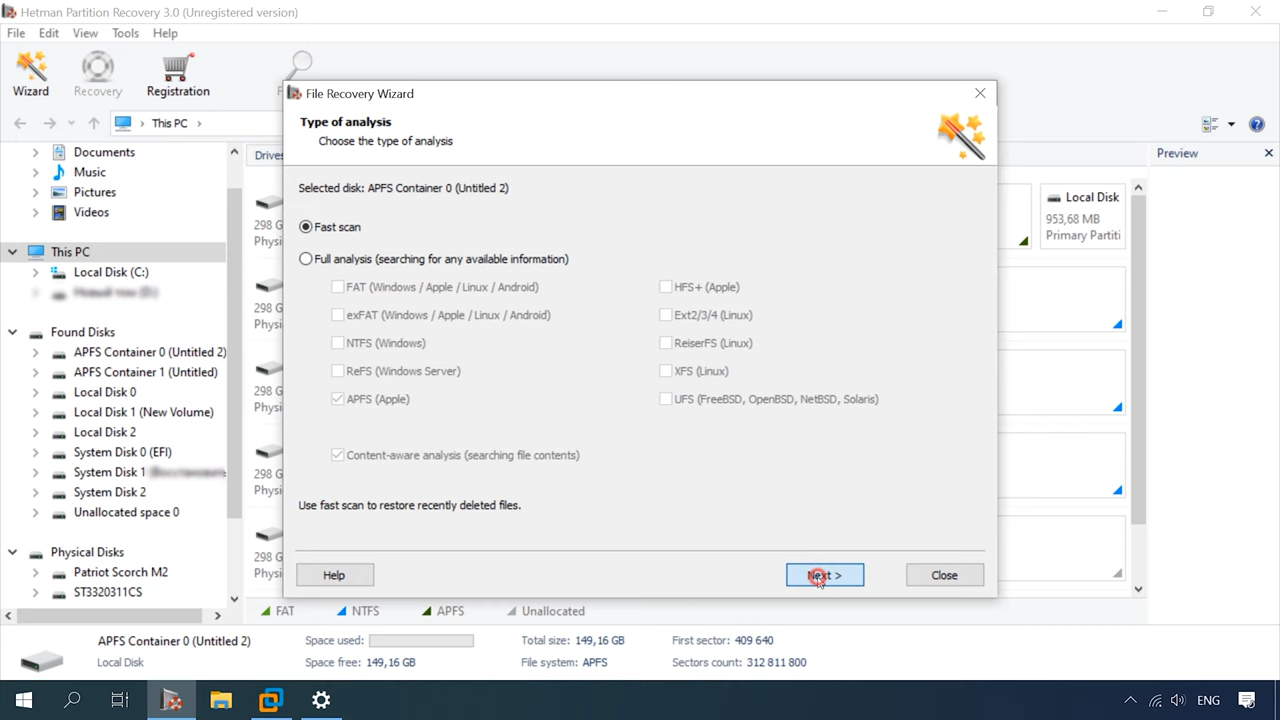 Hetman Partition Recovery 3.0 (Unregistered version)
File Edit View Tools Help
Wizard
Recovery
Registration
This PC
Documents
Music
Pictures
Videos
This PC
Local Disk (C:)
Found Disks
APFS Container 0 (Untitled 2)
APFS Container 1 (Untitled)
Local Disk 0
Local Disk 1 (New Volume)
Local Disk 2
System Disk 0 (EFI)
System Disk 1
System Disk 2
Unallocated space 0
Physical Disks
Patriot Scorch M2
ST3320311CS
298 G
Physi
298 G
Physi
298 G
Physi
298 G
Physi
298 G
Physi
File Recovery Wizard
Type of analysis
Choose the type of analysis
Selected disk: APFS Container 0 (Untitled 2)
Fast scan
Full analysis (searching for any available information)
FAT (Windows / Apple / Linux / Android)
HFS+ (Apple)
exFAT (Windows / Apple / Linux / Android)
Ext2/3/4 (Linux)
NTFS (Windows)
ReiserFS (Linux)
ReFS (Windows Server)
XFS (Linux)
APFS (Apple)
UFS (FreeBSD, OpenBSD, NetBSD, Solaris)
Content-aware analysis (searching file contents)
Use fast scan to restore recently deleted files.
Help
Next >
Close
Preview
Local Disk
953,68 MB
Primary Partiti
FAT NTFS APFS Unallocated
APFS Container 0 (Untitled 2)
Local Disk
Space used:
Space free: 149,16 GB
Total size: 149,16 GB
File system: APFS
First sector: 409 640
Sectors count: 312 811 800
ENG